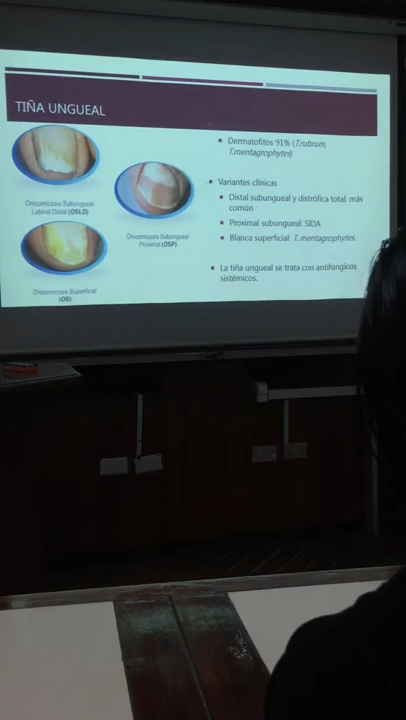 TIÑA UNGUEAL
Onicomicosis Subungueal
Lateral Distal (OSLD)
Onicomicosis Subungueal
Proximal (OSP)
Onicomicosis Superficial
(OS)
Dermatofitos 91% (T.rubrum,
T.mentagrophytes)
Variantes clínicas
Distal subungueal y distrófica total: más
común
Proximal subungueal: SIDA
Blanca superficial: T. mentagrophytes.
La tiña ungueal se trata con antifúngicos
sistémicos.